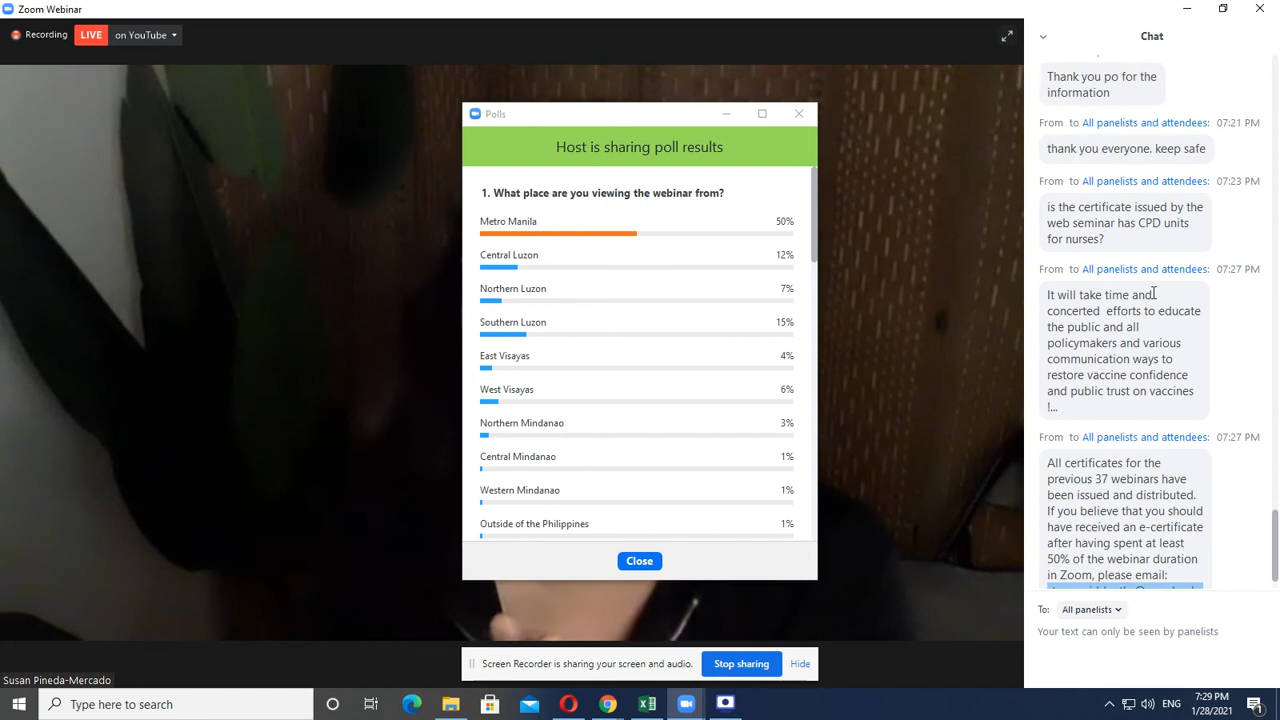 Zoom Webinar
Recording
LIVE
on YouTube
Polls
Host is sharing poll results
1. What place are you viewing the webinar from?
Metro Manila 50%
Central Luzon 12%
Northern Luzon 7%
Southern Luzon 15%
East Visayas 4%
West Visayas 6%
Northern Mindanao 3%
Central Mindanao 1%
Western Mindanao 1%
Outside of the Philippines 1%
Close
Screen Recorder is sharing your screen and audio. Stop sharing Hide
Susan Pineda-Mercado
Chat
Thank you po for the
information
From to All panelists and attendees: 07:21 PM
thank you everyone. keep safe
From to All panelists and attendees: 07:23 PM
is the certificate issued by the
web seminar has CPD units
for nurses?
From to All panelists and attendees: 07:27 PM
It will take time and
concerted efforts to educate
the public and all
policymakers and various
communication ways to
restore vaccine confidence
and public trust on vaccines
!...
From to All panelists and attendees: 07:27 PM
All certificates for the
previous 37 webinars have
been issued and distributed.
If you believe that you should
have received an e-certificate
after having spent at least
50% of the webinar duration
in Zoom, please email:
To: All panelists
Your text can only be seen by panelists
Type here to search
ENG
7:29 PM
1/28/2021
1